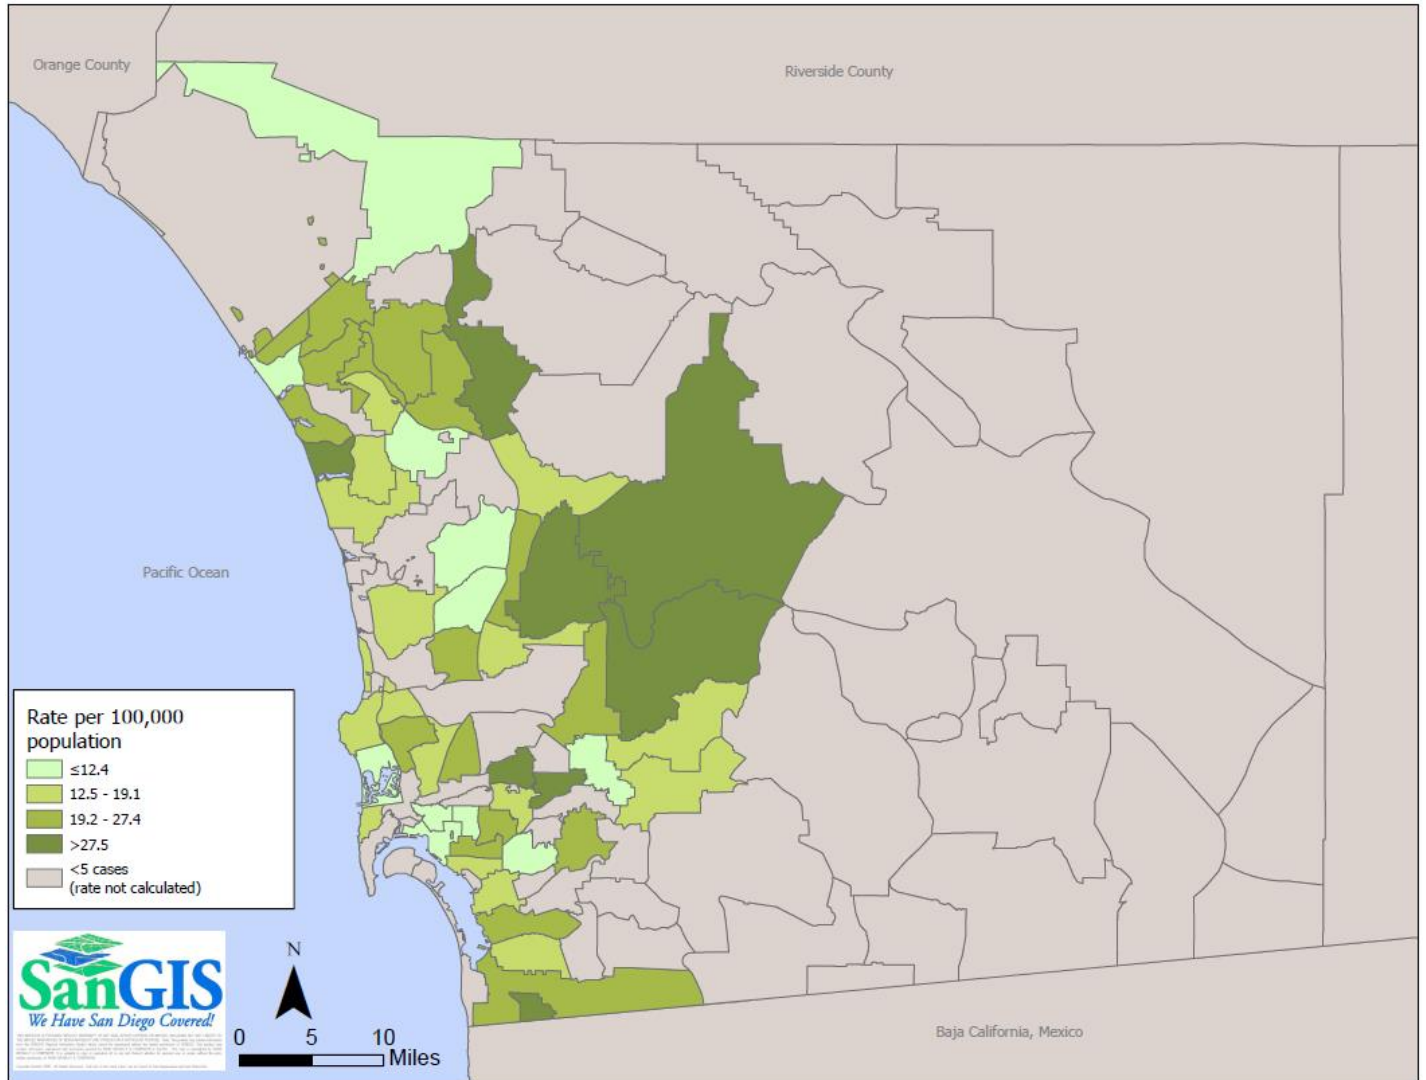 Orange County
Riverside County
Pacific Ocean
Rate per 100,000
population
≤12.4
12.5 - 19.1
19.2 - 27.4
>27.5
<5 cases
(rate not calculated)
SanGIS
We Have San Diego Covered!
N
0 5 10
Miles
Baja California, Mexico